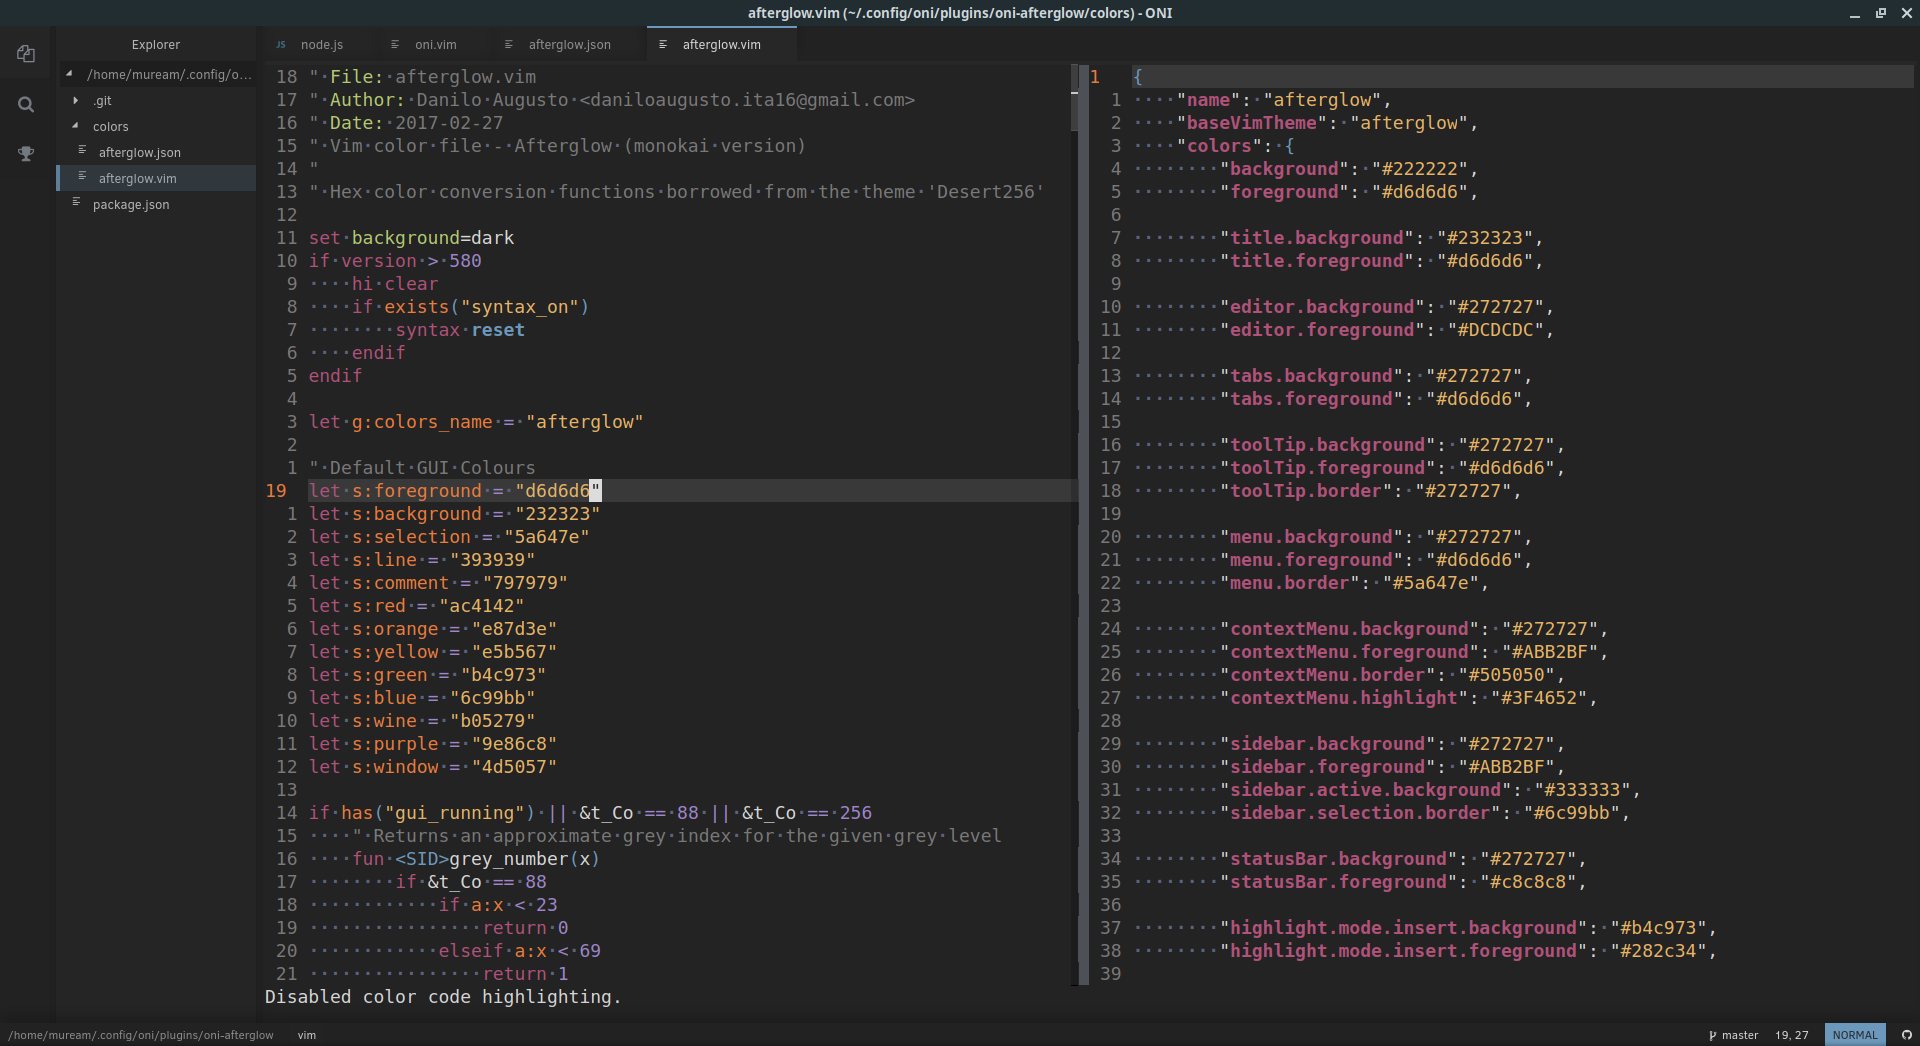 afterglow.vim (~/.config/oni/plugins/oni-afterglow/colors) - ONI
Explorer
/home/muream/.config/o...
.git
colors
afterglow.json
afterglow.vim
package.json
JS node.js
oni.vim
afterglow.json
afterglow.vim
18 " File: afterglow.vim
17 " Author: Danilo Augusto <daniloaugusto.ita16@gmail.com>
16 " Date: 2017-02-27
15 " Vim color file - Afterglow (monokai version)
14 "
13 " Hex color conversion functions borrowed from the theme 'Desert256'
12
11 set background=dark
10 if version > 580
9 ····hi clear
8 ····if exists("syntax_on")
7 ········syntax reset
6 ····endif
5 endif
4
3 let g:colors_name = "afterglow"
2
1 " Default GUI Colours
19 let s:foreground = "d6d6d6"
1 let s:background = "232323"
2 let s:selection = "5a647e"
3 let s:line = "393939"
4 let s:comment = "797979"
5 let s:red = "ac4142"
6 let s:orange = "e87d3e"
7 let s:yellow = "e5b567"
8 let s:green = "b4c973"
9 let s:blue = "6c99bb"
10 let s:wine = "b05279"
11 let s:purple = "9e86c8"
12 let s:window = "4d5057"
13
14 if has("gui_running") || &t_Co == 88 || &t_Co == 256
15 ····" Returns an approximate grey index for the given grey level
16 ····fun <SID>grey_number(x)
17 ········if &t_Co == 88
18 ············if a:x < 23
19 ················return 0
20 ············elseif a:x < 69
21 ················return 1
Disabled color code highlighting.
1 {
1 ····"name": "afterglow",
2 ····"baseVimTheme": "afterglow",
3 ····"colors": {
4 ········"background": "#222222",
5 ········"foreground": "#d6d6d6",
6
7 ········"title.background": "#232323",
8 ········"title.foreground": "#d6d6d6",
9
10 ········"editor.background": "#272727",
11 ········"editor.foreground": "#DCDCDC",
12
13 ········"tabs.background": "#272727",
14 ········"tabs.foreground": "#d6d6d6",
15
16 ········"toolTip.background": "#272727",
17 ········"toolTip.foreground": "#d6d6d6",
18 ········"toolTip.border": "#272727",
19
20 ········"menu.background": "#272727",
21 ········"menu.foreground": "#d6d6d6",
22 ········"menu.border": "#5a647e",
23
24 ········"contextMenu.background": "#272727",
25 ········"contextMenu.foreground": "#ABB2BF",
26 ········"contextMenu.border": "#505050",
27 ········"contextMenu.highlight": "#3F4652",
28
29 ········"sidebar.background": "#272727",
30 ········"sidebar.foreground": "#ABB2BF",
31 ········"sidebar.active.background": "#333333",
32 ········"sidebar.selection.border": "#6c99bb",
33
34 ········"statusBar.background": "#272727",
35 ········"statusBar.foreground": "#c8c8c8",
36
37 ········"highlight.mode.insert.background": "#b4c973",
38 ········"highlight.mode.insert.foreground": "#282c34",
39
/home/muream/.config/oni/plugins/oni-afterglow vim
master 19, 27 NORMAL